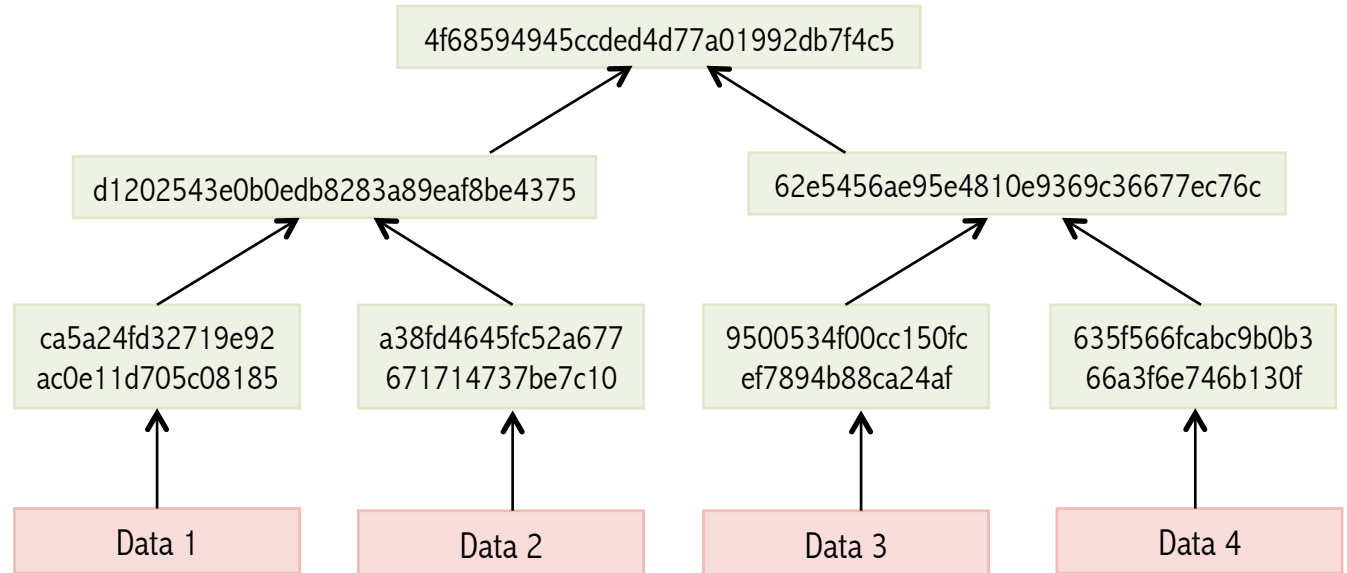 4f68594945ccded4d77a01992db7f4c5
d1202543e0b0edb8283a89eaf8be4375
62e5456ae95e4810e9369c36677ec76c
ca5a24fd32719e92
ac0e11d705c08185
a38fd4645fc52a677
671714737be7c10
9500534f00cc150fc
ef7894b88ca24af
635f566fcabc9b0b3
66a3f6e746b130f
Data 1
Data 2
Data 3
Data 4